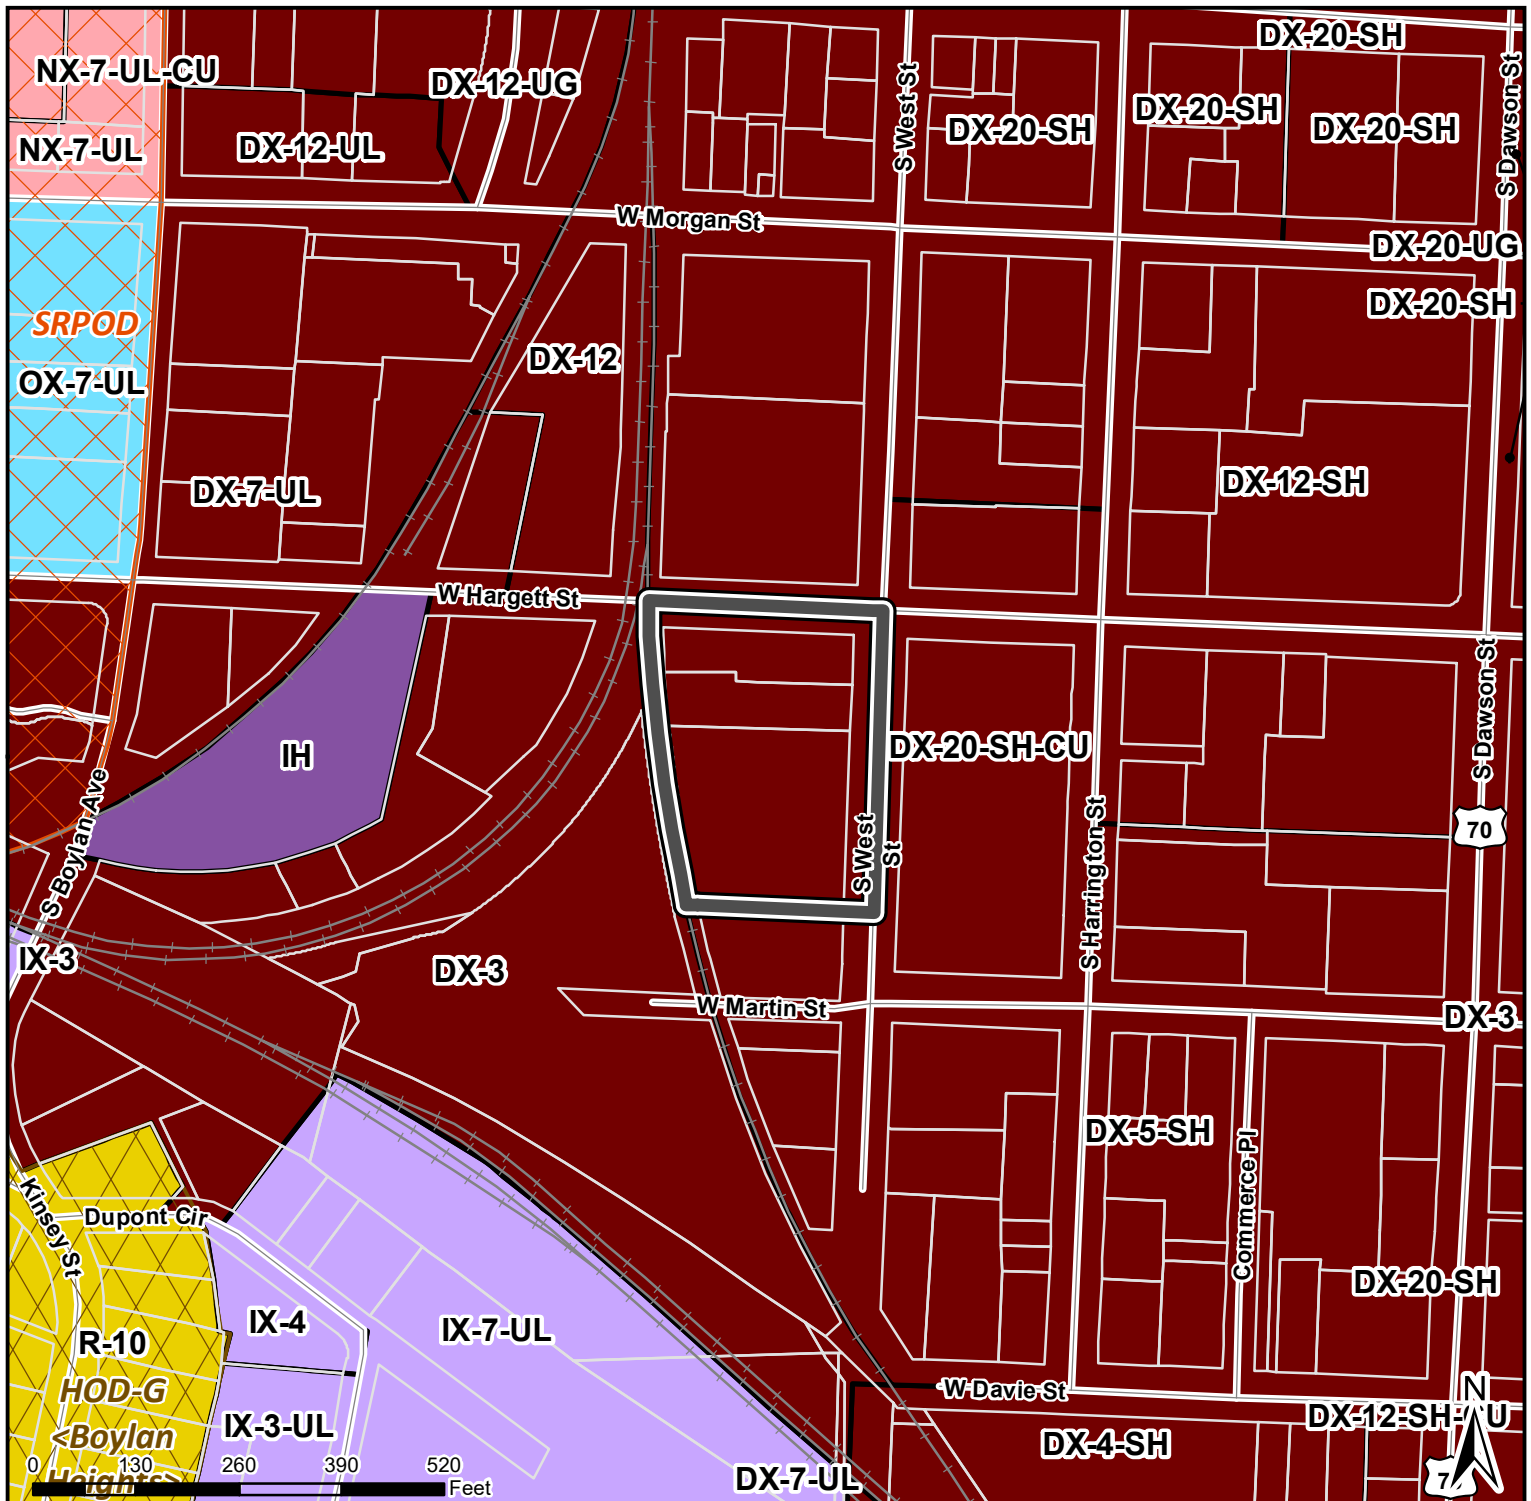 DX-20-SH
NX-7-UL-CU
DX-12-UG
S West St
S Dawson St
DX-20-SH
DX-20-SH
DX-20-SH
NX-7-UL
DX-12-UL
W Morgan St
DX-20-UG
DX-20-SH
SRPOD
OX-7-UL
DX-12
DX-7-UL
DX-12-SH
W Hargett St
S Dawson St
IH
DX-20-SH-CU
S Boylan Ave
S West
St
S Harrington St
70
IX-3
DX-3
W Martin St
DX-3
DX-5-SH
Commerce Pl
Kinsey St
Dupont Cir
DX-20-SH
IX-4
IX-7-UL
R-10
HOD-G
<Boylan
Heights>
W Davie St
N
IX-3-UL
DX-4-SH
DX-7-UL
0 130 260 390 520
Feet